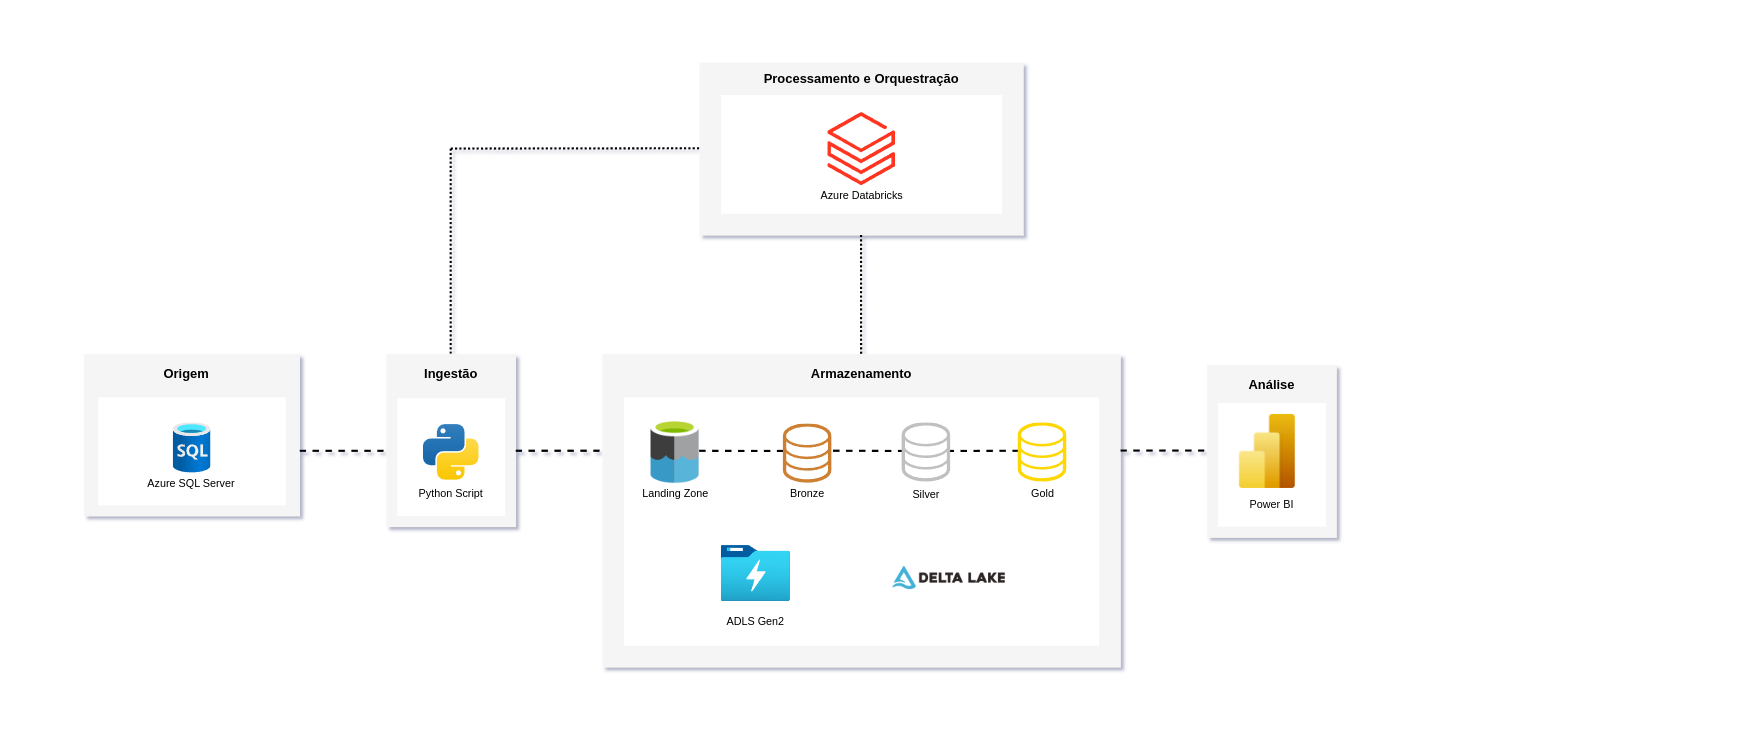 Processamento e Orquestração
Azure Databricks
Origem
SQL
Azure SQL Server
Ingestão
Python Script
Armazenamento
Landing Zone
Bronze
Silver
Gold
ADLS Gen2
DELTA LAKE
Análise
Power BI